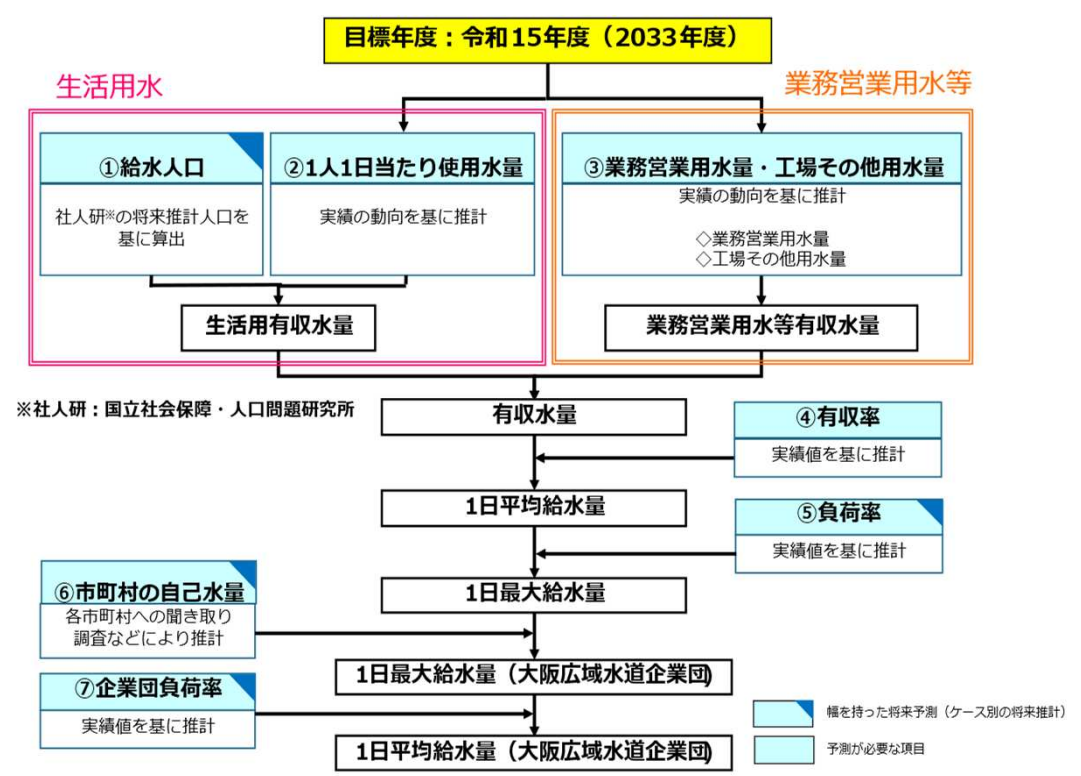 目標年度：令和15年度（2033年度）
生活用水
業務営業用水等
①給水人口
社人研※の将来推計人口を
基に算出
②1人1日当たり使用水量
実績の動向を基に推計
③業務営業用水量・工場その他用水量
実績の動向を基に推計
◇業務営業用水量
◇工場その他用水量
生活用有収水量
業務営業用水等有収水量
※社人研：国立社会保障・人口問題研究所
有収水量
④有収率
実績値を基に推計
1日平均給水量
⑤負荷率
実績値を基に推計
1日最大給水量
⑥市町村の自己水量
各市町村への聞き取り
調査などにより推計
1日最大給水量（大阪広域水道企業団）
⑦企業団負荷率
実績値を基に推計
1日平均給水量（大阪広域水道企業団）
幅を持った将来予測（ケース別の将来推計）
予測が必要な項目